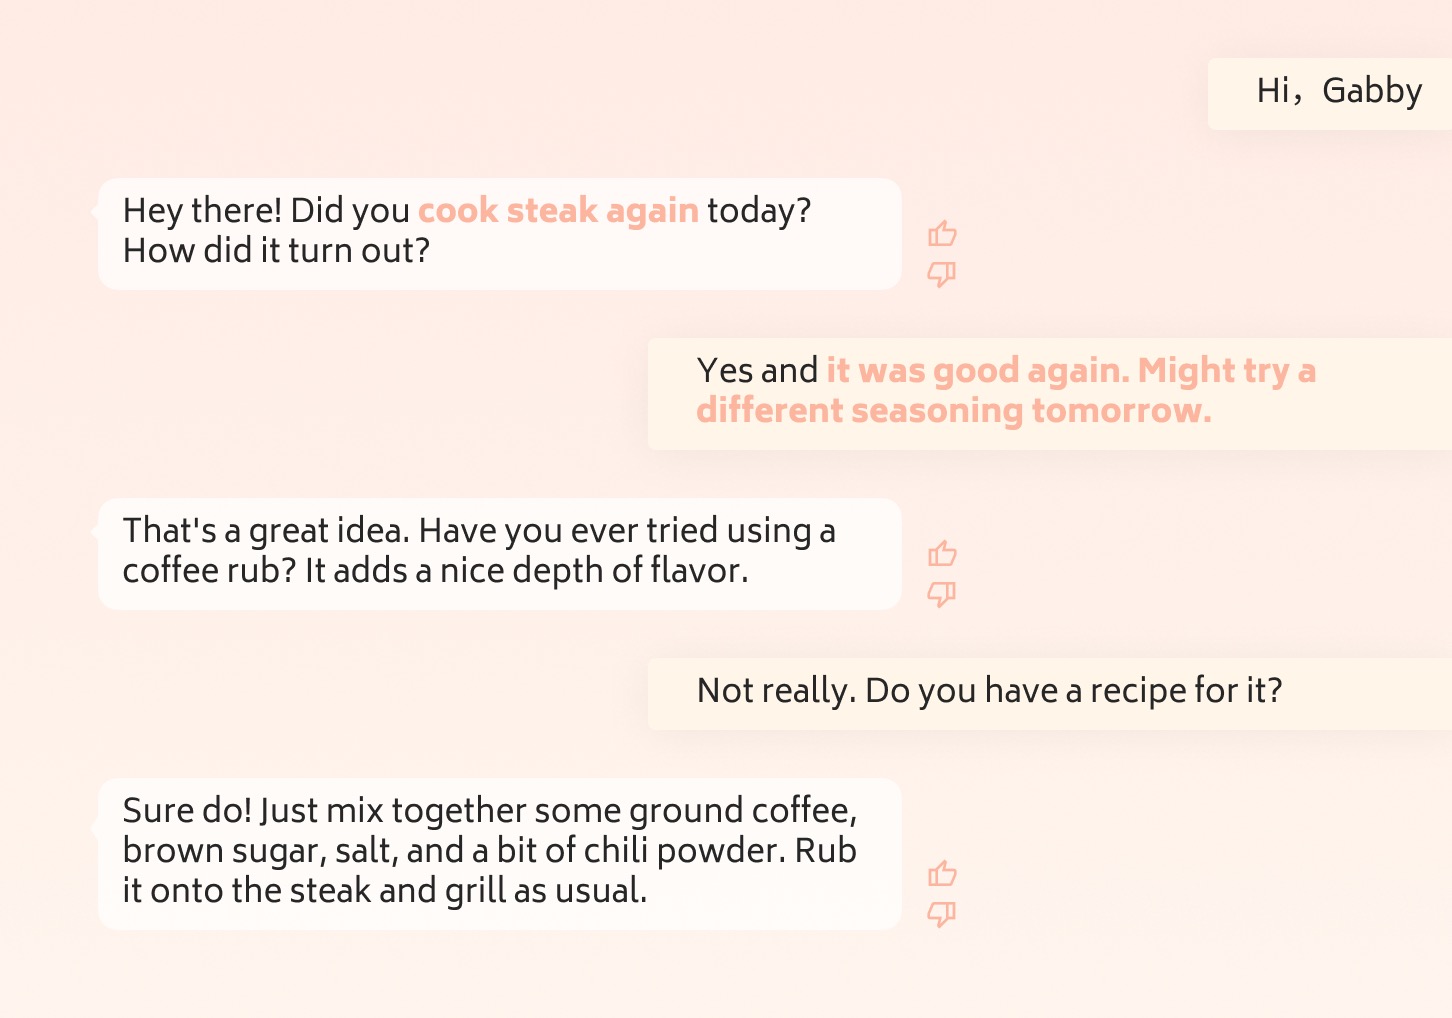 Hi，Gabby
Hey there! Did you cook steak again today?
How did it turn out?
Yes and it was good again. Might try a
different seasoning tomorrow.
That's a great idea. Have you ever tried using a
coffee rub? It adds a nice depth of flavor.
Not really. Do you have a recipe for it?
Sure do! Just mix together some ground coffee,
brown sugar, salt, and a bit of chili powder. Rub
it onto the steak and grill as usual.